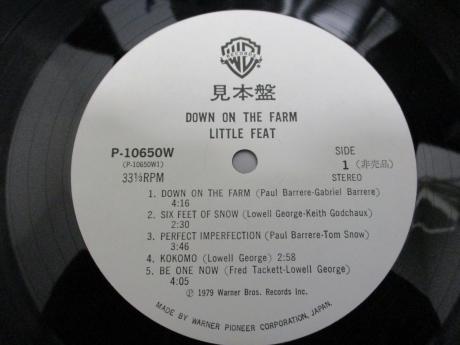 WB
RECORDS
見本盤
DOWN ON THE FARM
LITTLE FEAT
P-10650W
(P-10650W1)
33⅓RPM
SIDE
1 (非売品)
STEREO
1. DOWN ON THE FARM (Paul Barrere-Gabriel Barrere)
4:16
2. SIX FEET OF SNOW (Lowell George-Keith Godchaux)
2:30
3. PERFECT IMPERFECTION (Paul Barrere-Tom Snow)
3:46
4. KOKOMO (Lowell George) 2:58
5. BE ONE NOW (Fred Tackett-Lowell George)
4:05
Ⓟ 1979 Warner Bros. Records Inc.
MADE BY WARNER PIONEER CORPORATION, JAPAN.